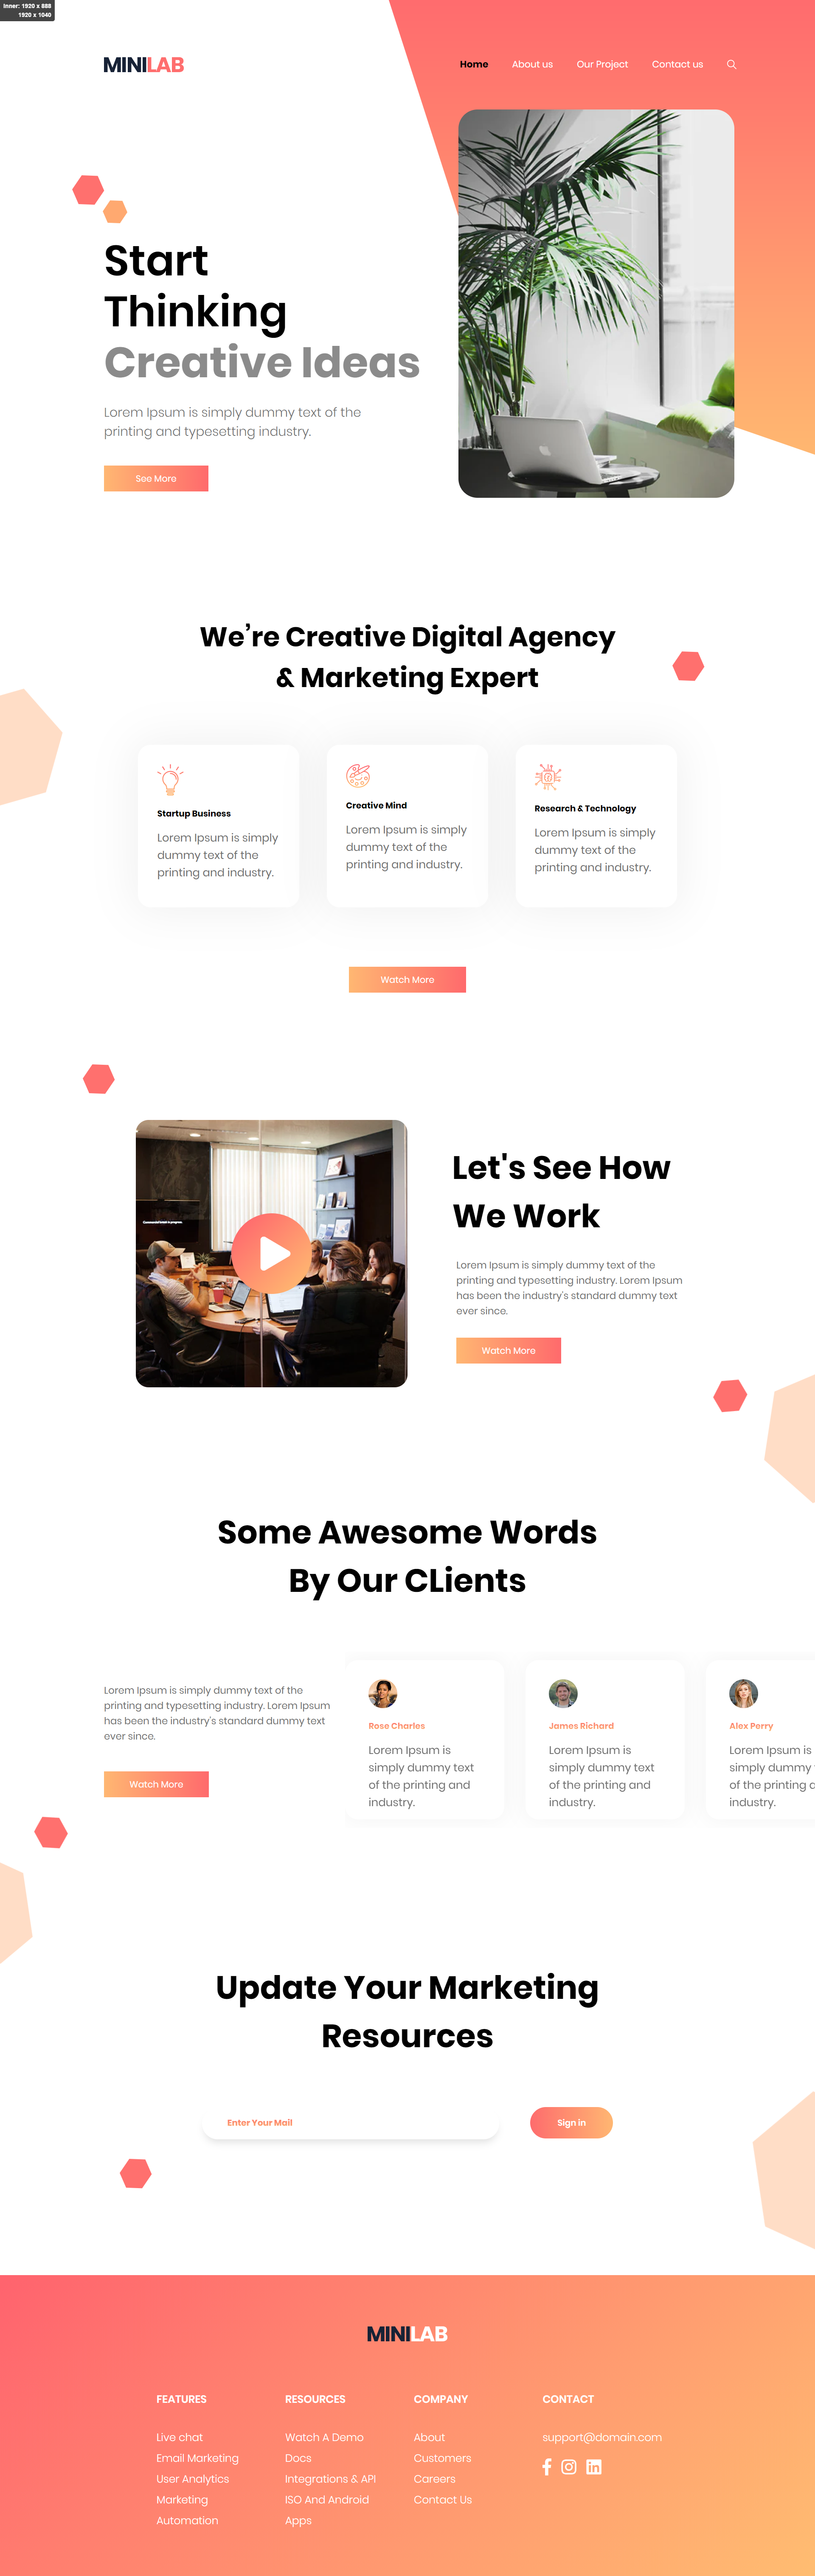 Inner: 1920 x 888
1920 x 1040
MINILAB
Home About us Our Project Contact us
Start
Thinking
Creative Ideas
Lorem Ipsum is simply dummy text of the
printing and typesetting industry.
See More
We’re Creative Digital Agency
& Marketing Expert
Startup Business
Lorem Ipsum is simply
dummy text of the
printing and industry.
Creative Mind
Lorem Ipsum is simply
dummy text of the
printing and industry.
Research & Technology
Lorem Ipsum is simply
dummy text of the
printing and industry.
Watch More
Let's See How
We Work
Lorem Ipsum is simply dummy text of the
printing and typesetting industry. Lorem Ipsum
has been the industry's standard dummy text
ever since.
Watch More
Some Awesome Words
By Our CLients
Lorem Ipsum is simply dummy text of the
printing and typesetting industry. Lorem Ipsum
has been the industry's standard dummy text
ever since.
Watch More
Rose Charles
Lorem Ipsum is
simply dummy text
of the printing and
industry.
James Richard
Lorem Ipsum is
simply dummy text
of the printing and
industry.
Alex Perry
Lorem Ipsum is
simply dummy
of the printing
industry.
Update Your Marketing
Resources
Enter Your Mail
Sign in
MINILAB
FEATURES
Live chat
Email Marketing
User Analytics
Marketing
Automation
RESOURCES
Watch A Demo
Docs
Integrations & API
ISO And Android
Apps
COMPANY
About
Customers
Careers
Contact Us
CONTACT
support@domain.com